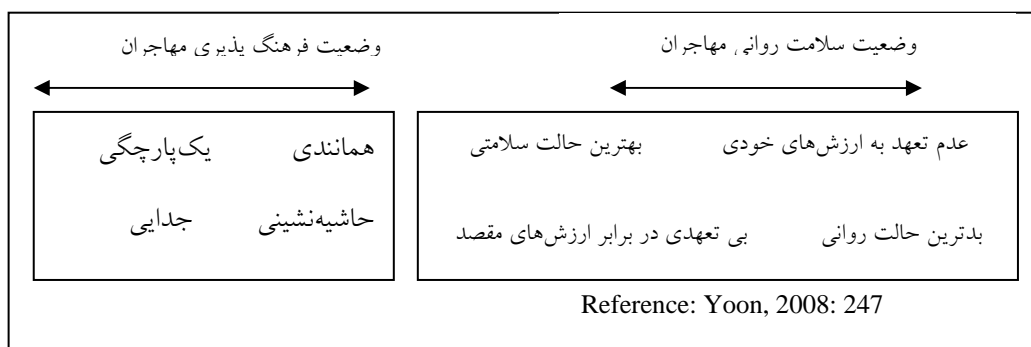 وضعیت سلامت روانی مهاجران
وضعیت فرهنگ پذیری مهاجران
عدم تعهد به ارزش‌های خودی بهترین حالت سلامتی
بدترین حالت روانی بی تعهدی در برابر ارزش‌های مقصد
همانندی یک‌پارچگی
حاشیه‌نشینی جدایی
Reference: Yoon, 2008: 247